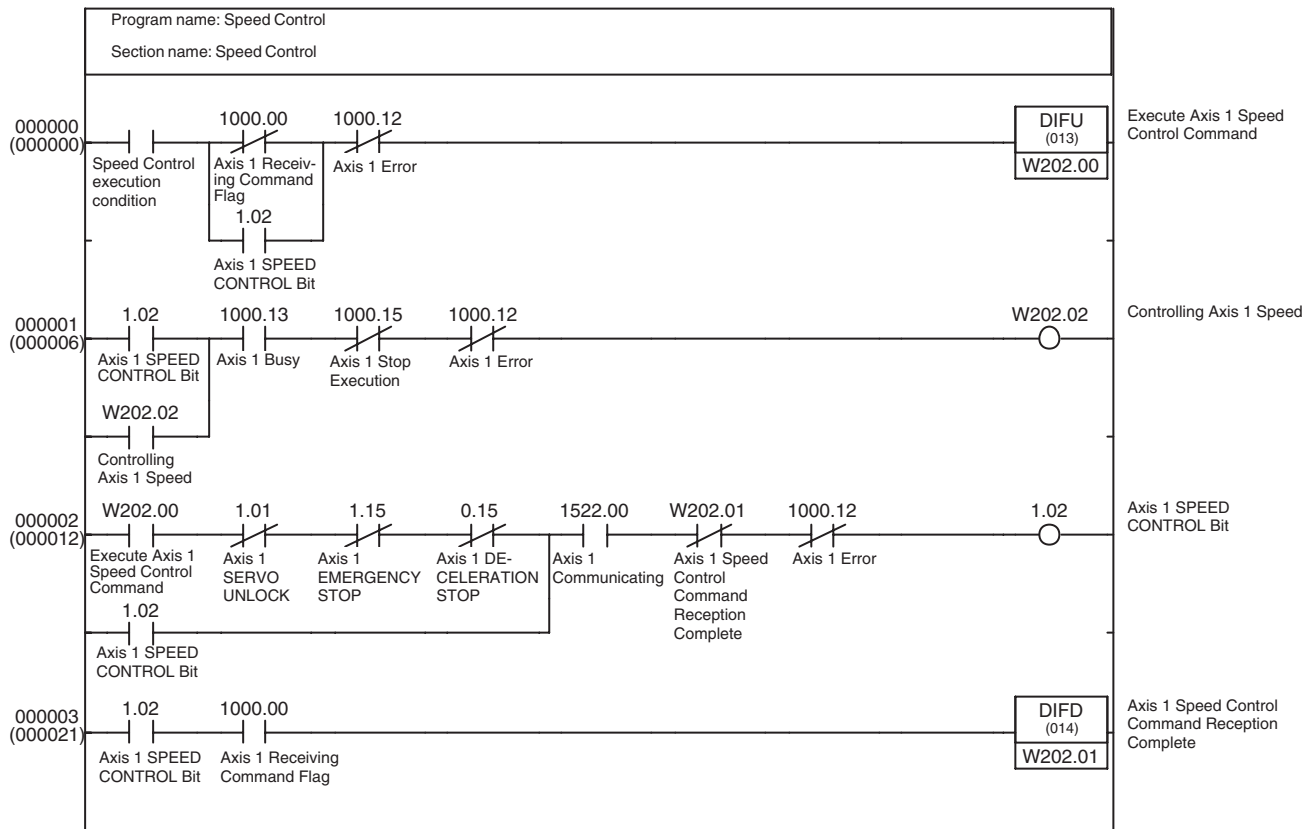 Program name: Speed Control
Section name: Speed Control
000000
(000000)
1000.00
1000.12
DIFU
(013)
W202.00
Execute Axis 1 Speed
Control Command
Speed Control
execution
condition
Axis 1 Receiv-
ing Command
Flag
Axis 1 Error
1.02
Axis 1 SPEED
CONTROL Bit
000001
(000006)
1.02
1000.13
1000.15
1000.12
W202.02
Controlling Axis 1 Speed
Axis 1 SPEED
CONTROL Bit
Axis 1 Busy
Axis 1 Stop
Execution
Axis 1 Error
W202.02
Controlling
Axis 1 Speed
000002
(000012)
W202.00
1.01
1.15
0.15
1522.00
W202.01
1000.12
1.02
Axis 1 SPEED
CONTROL Bit
Execute Axis 1
Speed Control
Command
Axis 1
SERVO
UNLOCK
Axis 1
EMERGENCY
STOP
Axis 1 DE-
CELERATION
STOP
Axis 1
Communicating
Axis 1 Speed
Control
Command
Reception
Complete
Axis 1 Error
1.02
Axis 1 SPEED
CONTROL Bit
000003
(000021)
1.02
1000.00
DIFD
(014)
W202.01
Axis 1 Speed Control
Command Reception
Complete
Axis 1 SPEED
CONTROL Bit
Axis 1 Receiving
Command Flag